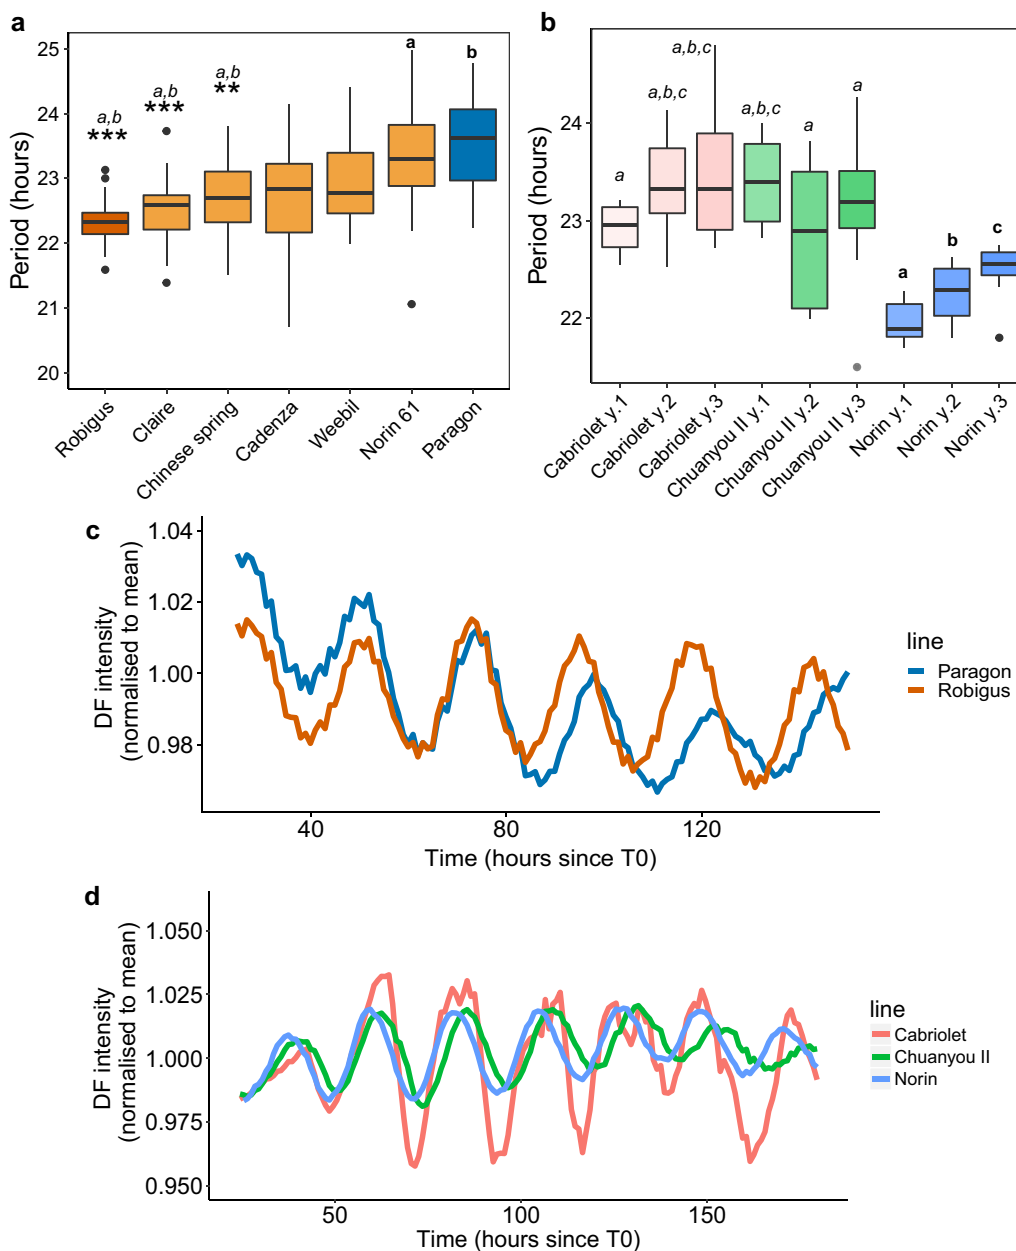 a
25
24
23
22
21
20
Period (hours)
a,b
***
a,b
***
a,b
**
a
b
Robigus
Claire
Chinese spring
Cadenza
Weebil
Norin 61
Paragon
b
24
23
22
Period (hours)
a
a,b,c
a,b,c
a,b,c
a
a
a
b
c
Cabriolet y.1
Cabriolet y.2
Cabriolet y.3
Chuanyou II y.1
Chuanyou II y.2
Chuanyou II y.3
Norin y.1
Norin y.2
Norin y.3
c
1.04
1.02
1.00
0.98
DF intensity
(normalised to mean)
40
80
120
Time (hours since T0)
line
Paragon
Robigus
d
1.050
1.025
1.000
0.975
0.950
DF intensity
(normalised to mean)
50
100
150
Time (hours since T0)
line
Cabriolet
Chuanyou II
Norin